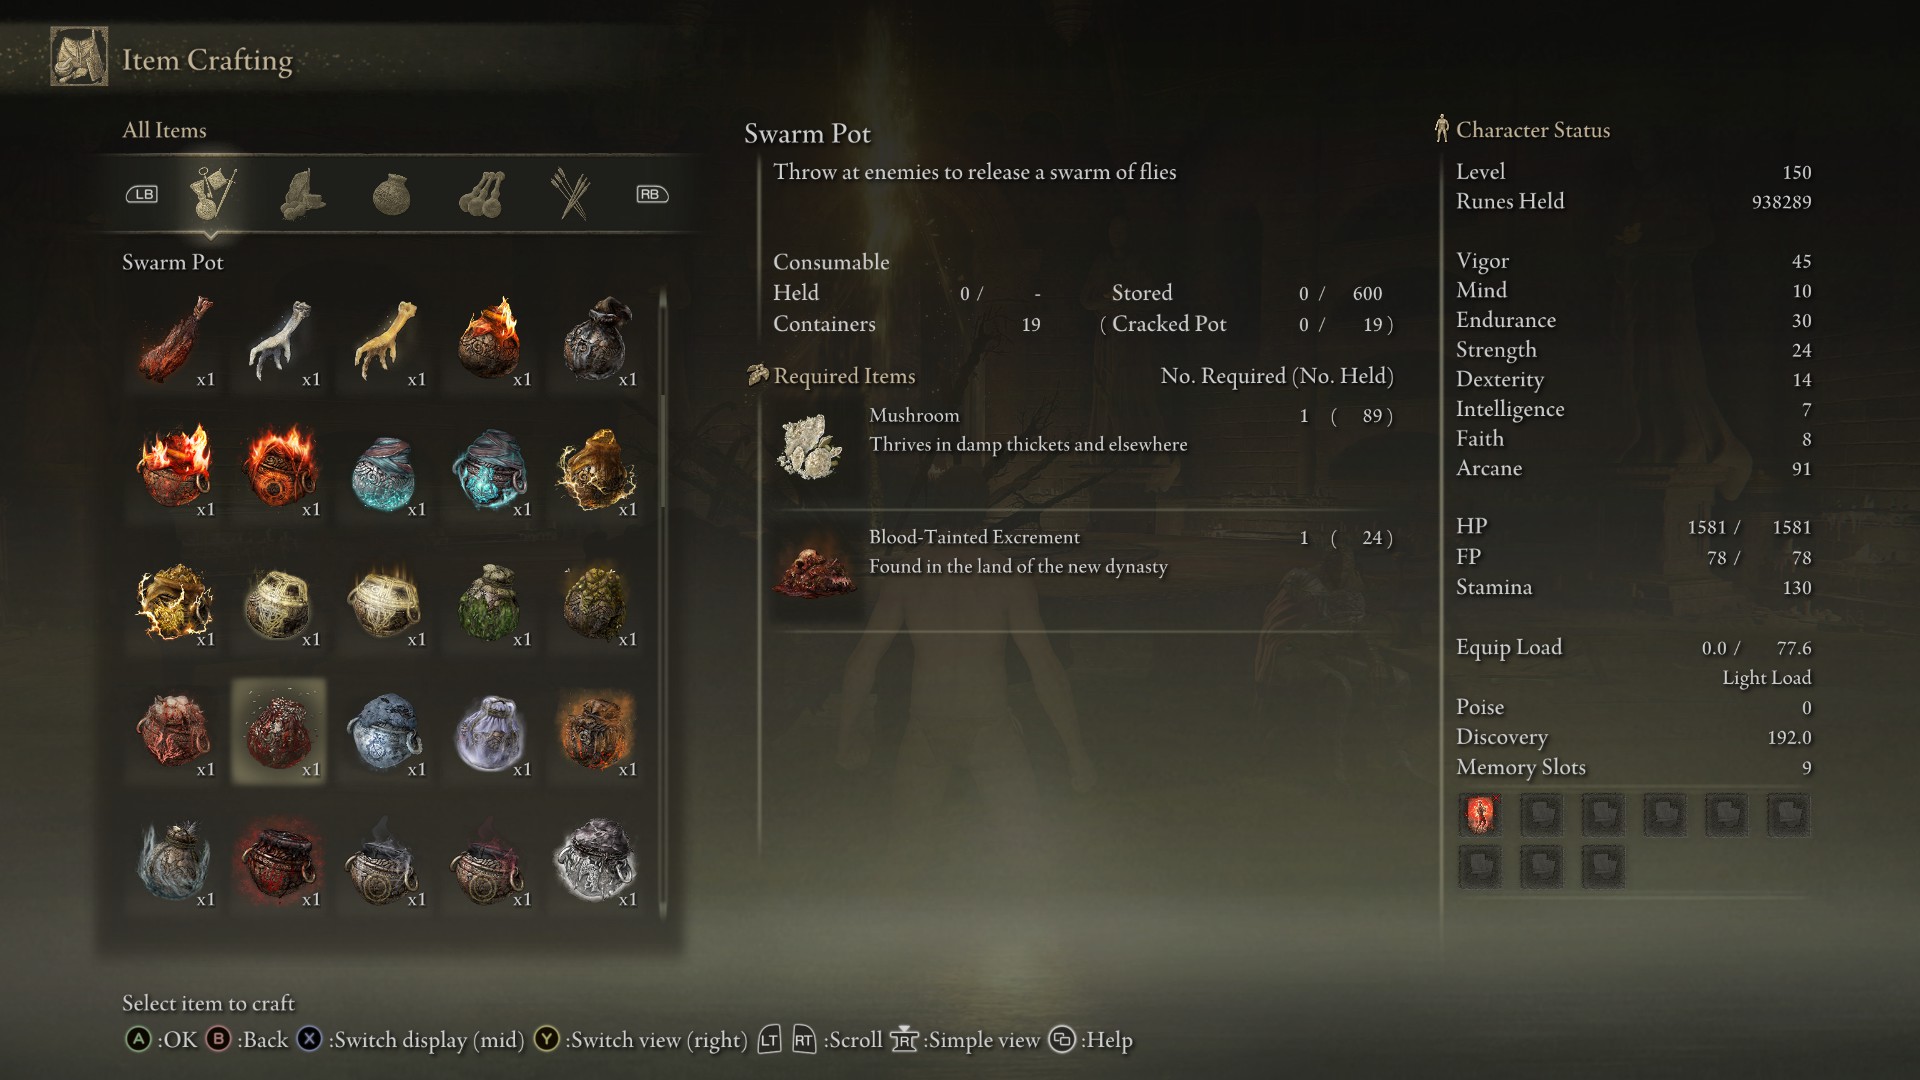 Item Crafting
All Items
LB
RB
Swarm Pot
x1 x1 x1 x1 x1
x1 x1 x1 x1 x1
x1 x1 x1 x1 x1
x1 x1 x1 x1 x1
x1 x1 x1 x1 x1
Swarm Pot
Throw at enemies to release a swarm of flies
Consumable
Held 0 / - Stored 0 / 600
Containers 19 ( Cracked Pot 0 / 19 )
Required Items No. Required (No. Held)
Mushroom 1 ( 89 )
Thrives in damp thickets and elsewhere
Blood-Tainted Excrement 1 ( 24 )
Found in the land of the new dynasty
Character Status
Level 150
Runes Held 938289
Vigor 45
Mind 10
Endurance 30
Strength 24
Dexterity 14
Intelligence 7
Faith 8
Arcane 91
HP 1581 / 1581
FP 78 / 78
Stamina 130
Equip Load 0.0 / 77.6
Light Load
Poise 0
Discovery 192.0
Memory Slots 9
Select item to craft
A :OK B :Back X :Switch display (mid) Y :Switch view (right) LT RT :Scroll R :Simple view :Help